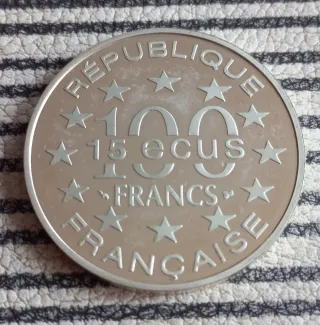 RÉPUBLIQUE
100
15 ecus
FRANCS
FRANÇAISE